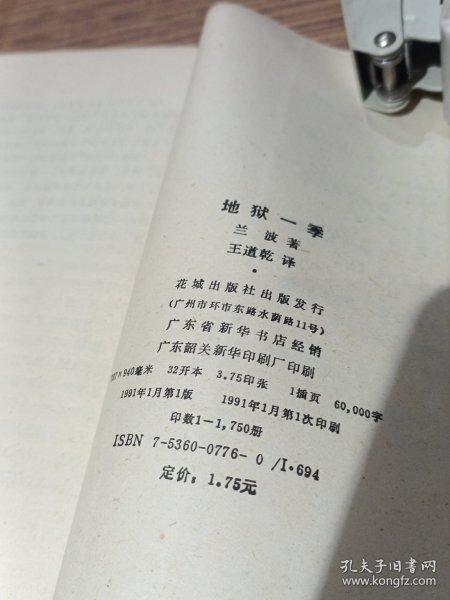 地狱一季
兰波著
王道乾 译
花城出版社出版发行
(广州市环市东路水荫路11号)
广东省新华书店经销
广东韶关新华印刷厂印刷
787×940毫米 32开本 3.75印张 1插页 60,000字
1991年1月第1版 1991年1月第1次印刷
印数1—1,750册
ISBN 7-5360-0776-0/I·694
定价:1.75元
孔夫子旧书网
www.kongfz.com